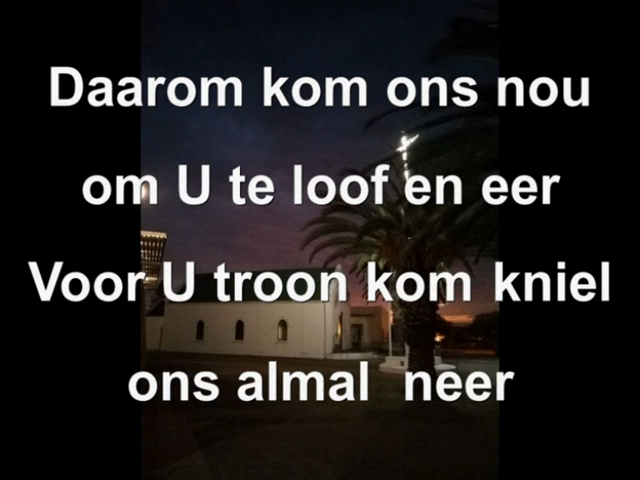 Daarom kom ons nou
om U te loof en eer
Voor U troon kom kniel
ons almal neer